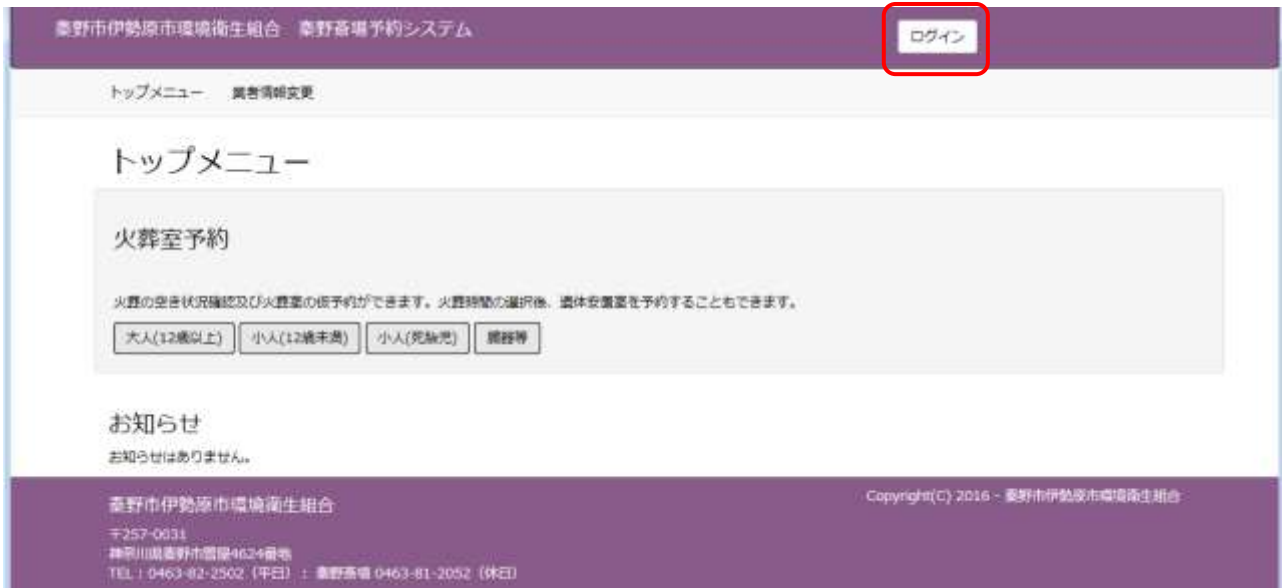 秦野市伊勢原市環境衛生組合　秦野斎場予約システム
ログイン
トップメニュー　業者情報変更
トップメニュー
火葬室予約
火葬の空き状況確認及び火葬室の仮予約ができます。火葬時間の選択後、遺体安置室を予約することもできます。
大人(12歳以上)　小人(12歳未満)　小人(死胎児)　臓器等
お知らせ
お知らせはありません。
秦野市伊勢原市環境衛生組合
Copyright(C) 2016 - 秦野市伊勢原市環境衛生組合
〒257-0031
神奈川県秦野市曽屋4624番地
TEL : 0463-82-2502（平日）: 秦野斎場 0463-81-2052（休日）